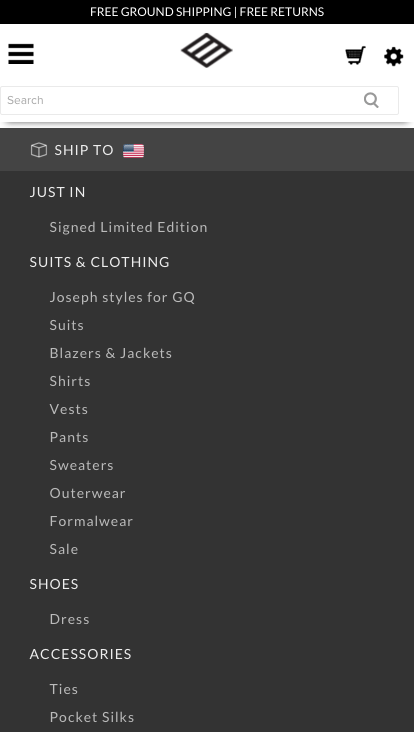 FREE GROUND SHIPPING | FREE RETURNS
Search
SHIP TO
JUST IN
Signed Limited Edition
SUITS & CLOTHING
Joseph styles for GQ
Suits
Blazers & Jackets
Shirts
Vests
Pants
Sweaters
Outerwear
Formalwear
Sale
SHOES
Dress
ACCESSORIES
Ties
Pocket Silks